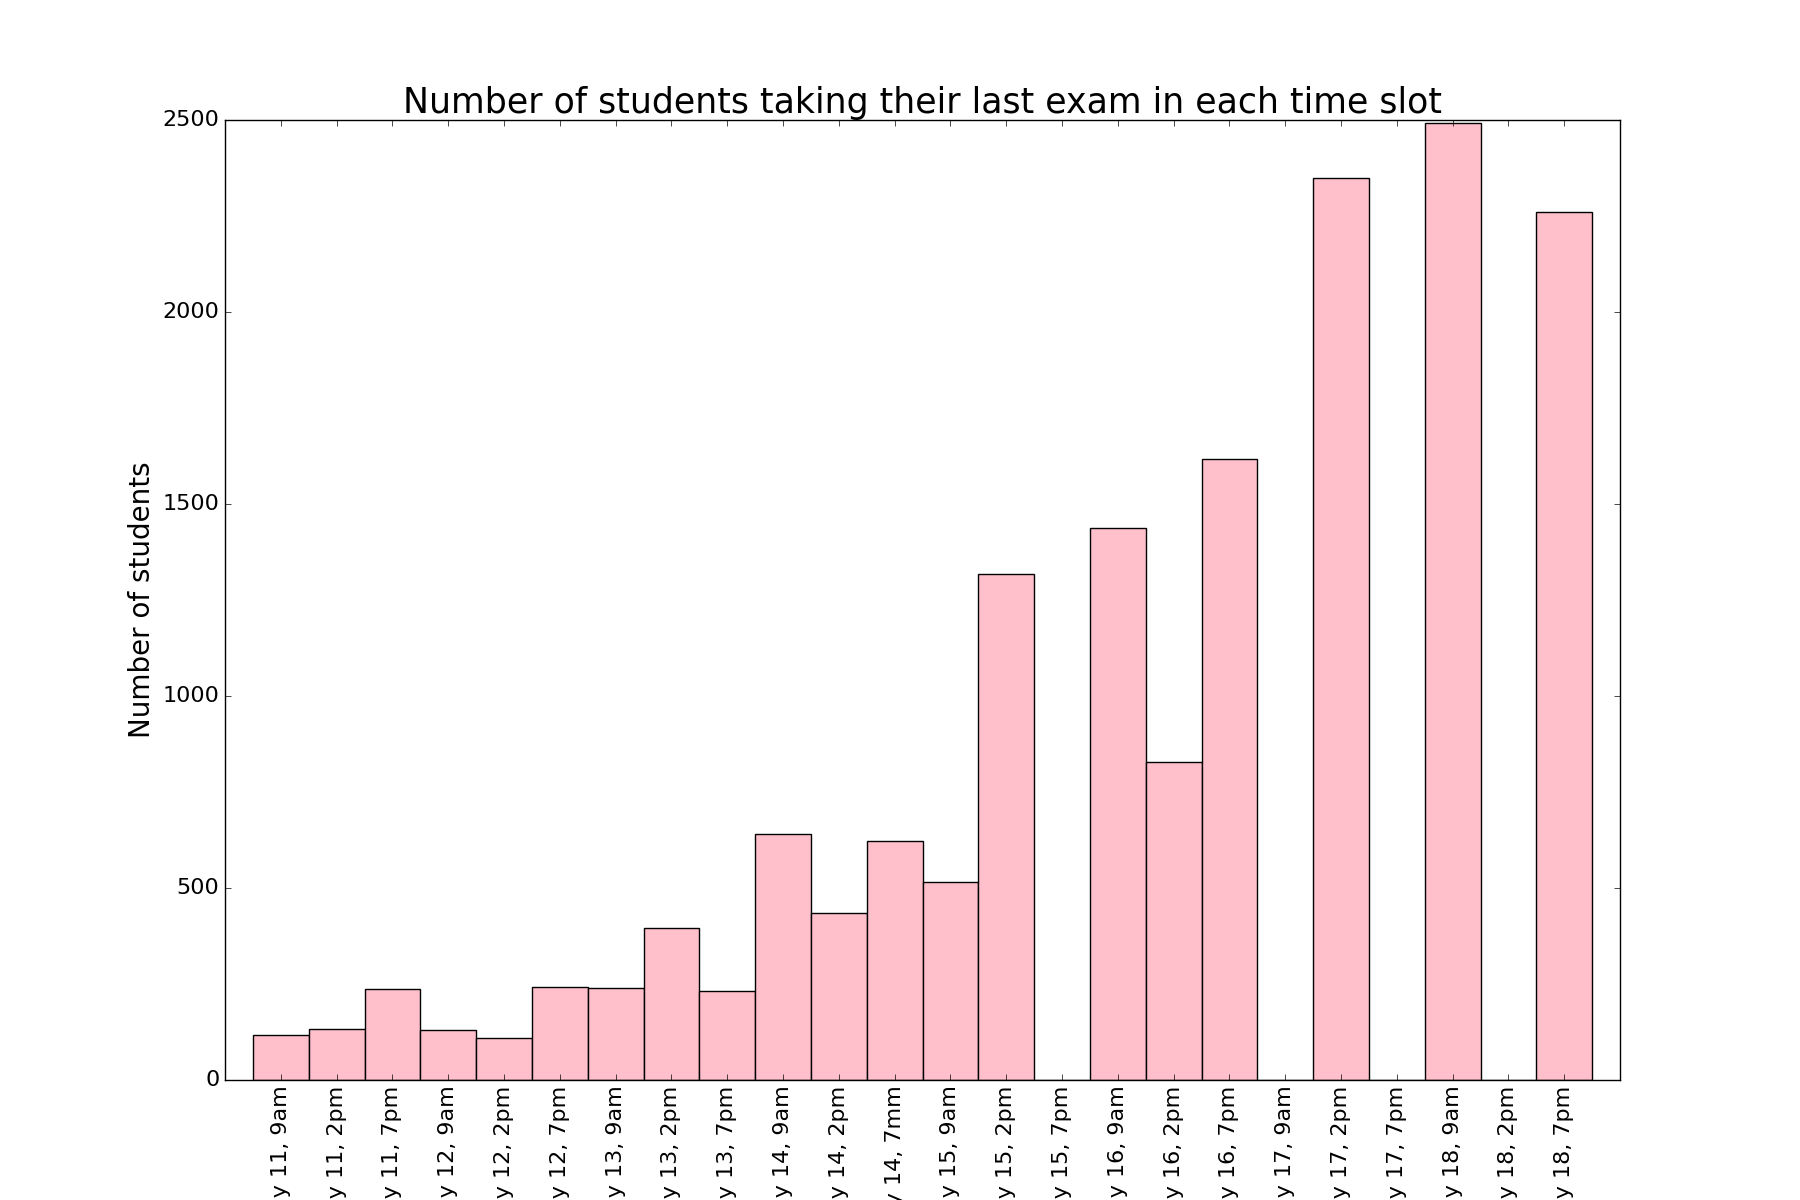 Number of students taking their last exam in each time slot
Number of students
2500
2000
1500
1000
500
0
y 11, 9am
y 11, 2pm
y 11, 7pm
y 12, 9am
y 12, 2pm
y 12, 7pm
y 13, 9am
y 13, 2pm
y 13, 7pm
y 14, 9am
y 14, 2pm
y 14, 7mm
y 15, 9am
y 15, 2pm
y 15, 7pm
y 16, 9am
y 16, 2pm
y 16, 7pm
y 17, 9am
y 17, 2pm
y 17, 7pm
y 18, 9am
y 18, 2pm
y 18, 7pm